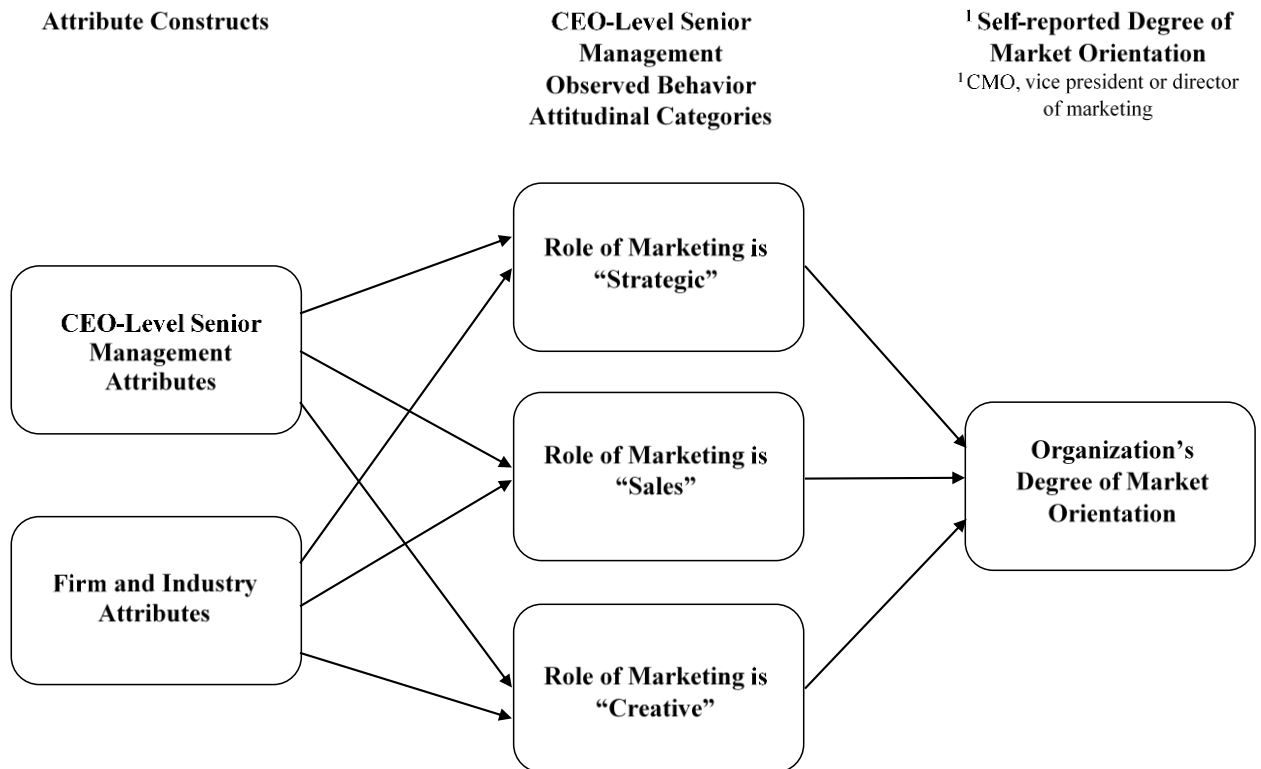 Attribute Constructs
CEO-Level Senior
Management
Observed Behavior
Attitudinal Categories
¹ Self-reported Degree of
Market Orientation
¹ CMO, vice president or director
of marketing
CEO-Level Senior
Management
Attributes
Firm and Industry
Attributes
Role of Marketing is
“Strategic”
Role of Marketing is
“Sales”
Role of Marketing is
“Creative”
Organization’s
Degree of Market
Orientation